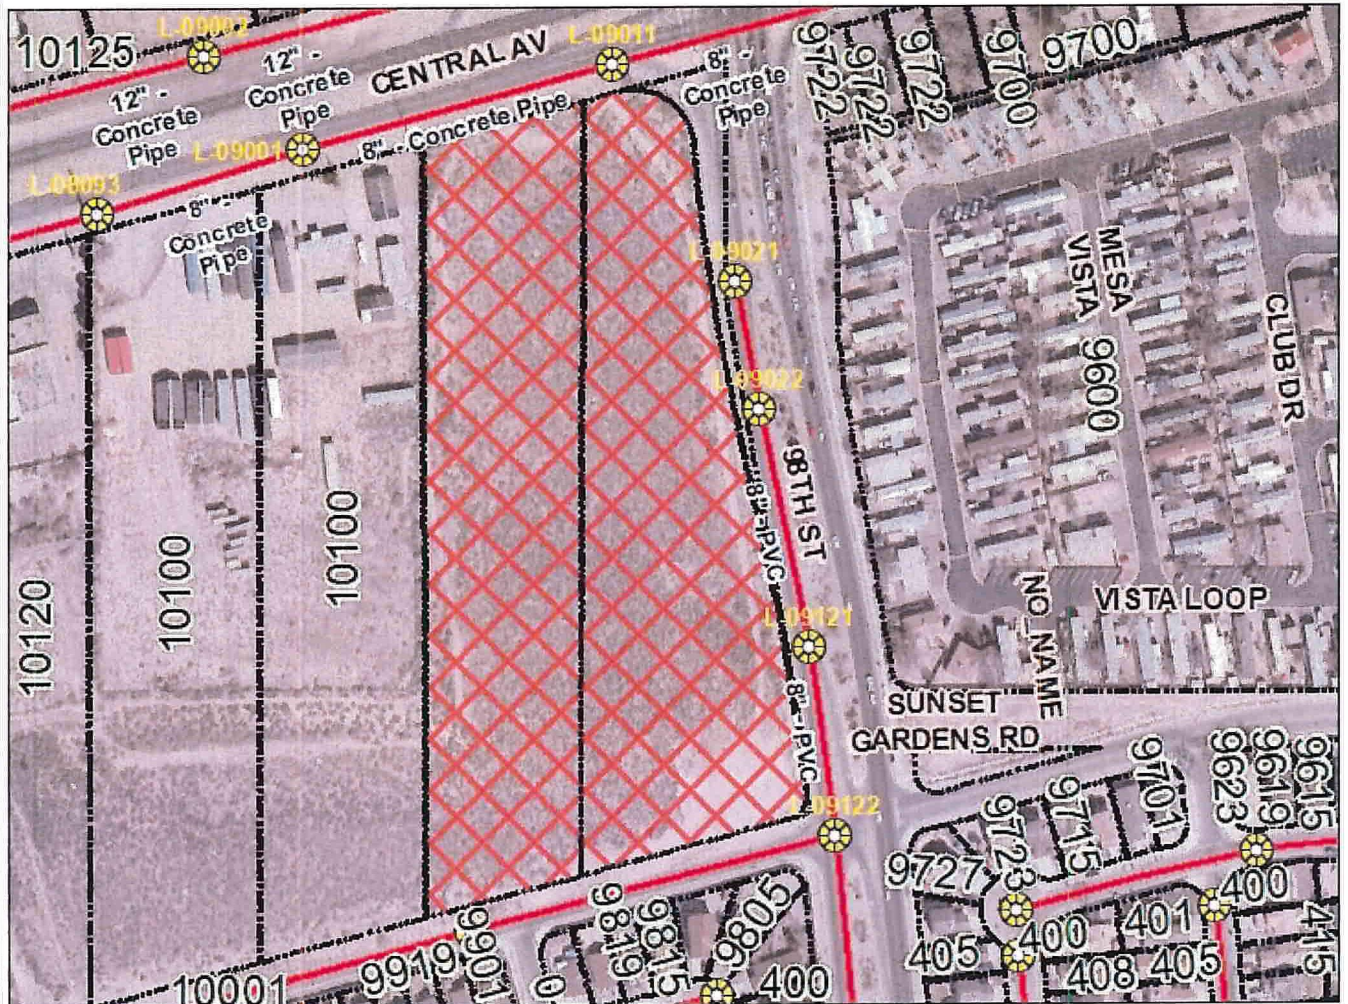 10125
L-09002
12" -
Concrete
Pipe
12" -
Concrete
Pipe
CENTRAL AV
L-09011
8" -
Concrete
Pipe
9722
9722
9722
9700
9700
L-08093
L-09001
8" - Concrete Pipe
8" -
Concrete
Pipe
L-09021
L-09022
98TH ST
8" - PVC
MESA
VISTA
9600
CLUB DR
10120
10100
10100
L-09121
8" - PVC
NO NAME
VISTA LOOP
SUNSET
GARDENS RD
L-09122
9727
9723
9715
9701
9623
9619
9615
10001
9919
9901
0
9819
9815
9805
400
405
400
408
401
405
400
415